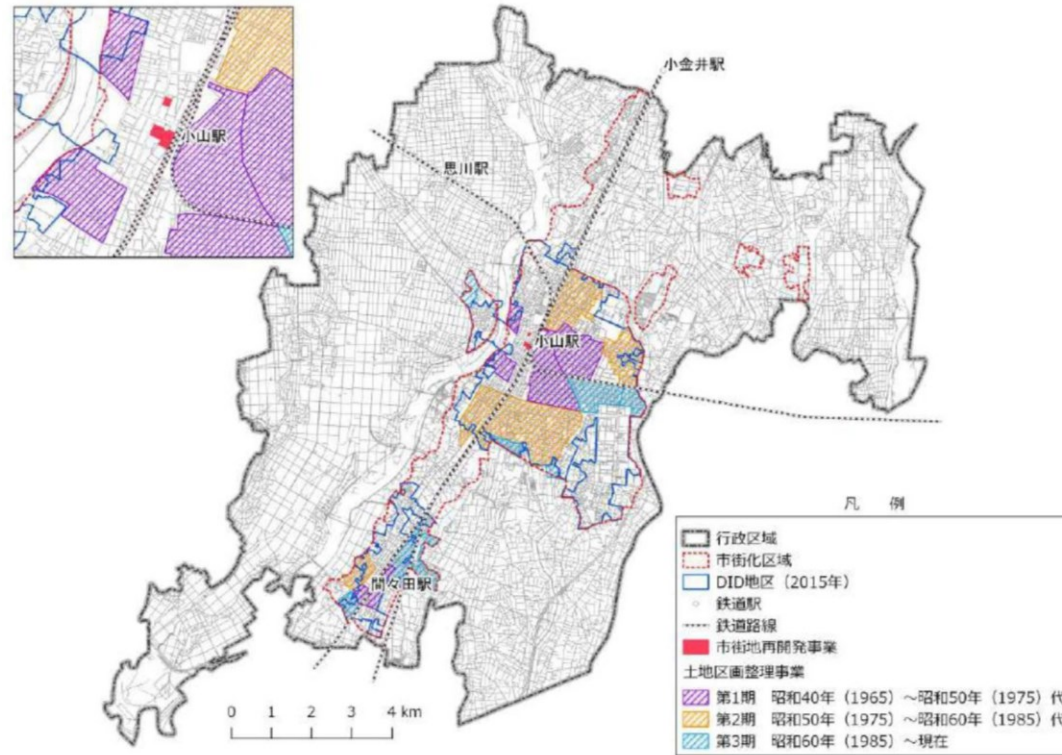 小山駅
小金井駅
思川駅
小山駅
間々田駅
0 1 2 3 4 km
凡 例
行政区域
市街化区域
DID地区（2015年）
鉄道駅
鉄道路線
市街地再開発事業
土地区画整理事業
第1期 昭和40年（1965）～昭和50年（1975）代
第2期 昭和50年（1975）～昭和60年（1985）代
第3期 昭和60年（1985）～現在